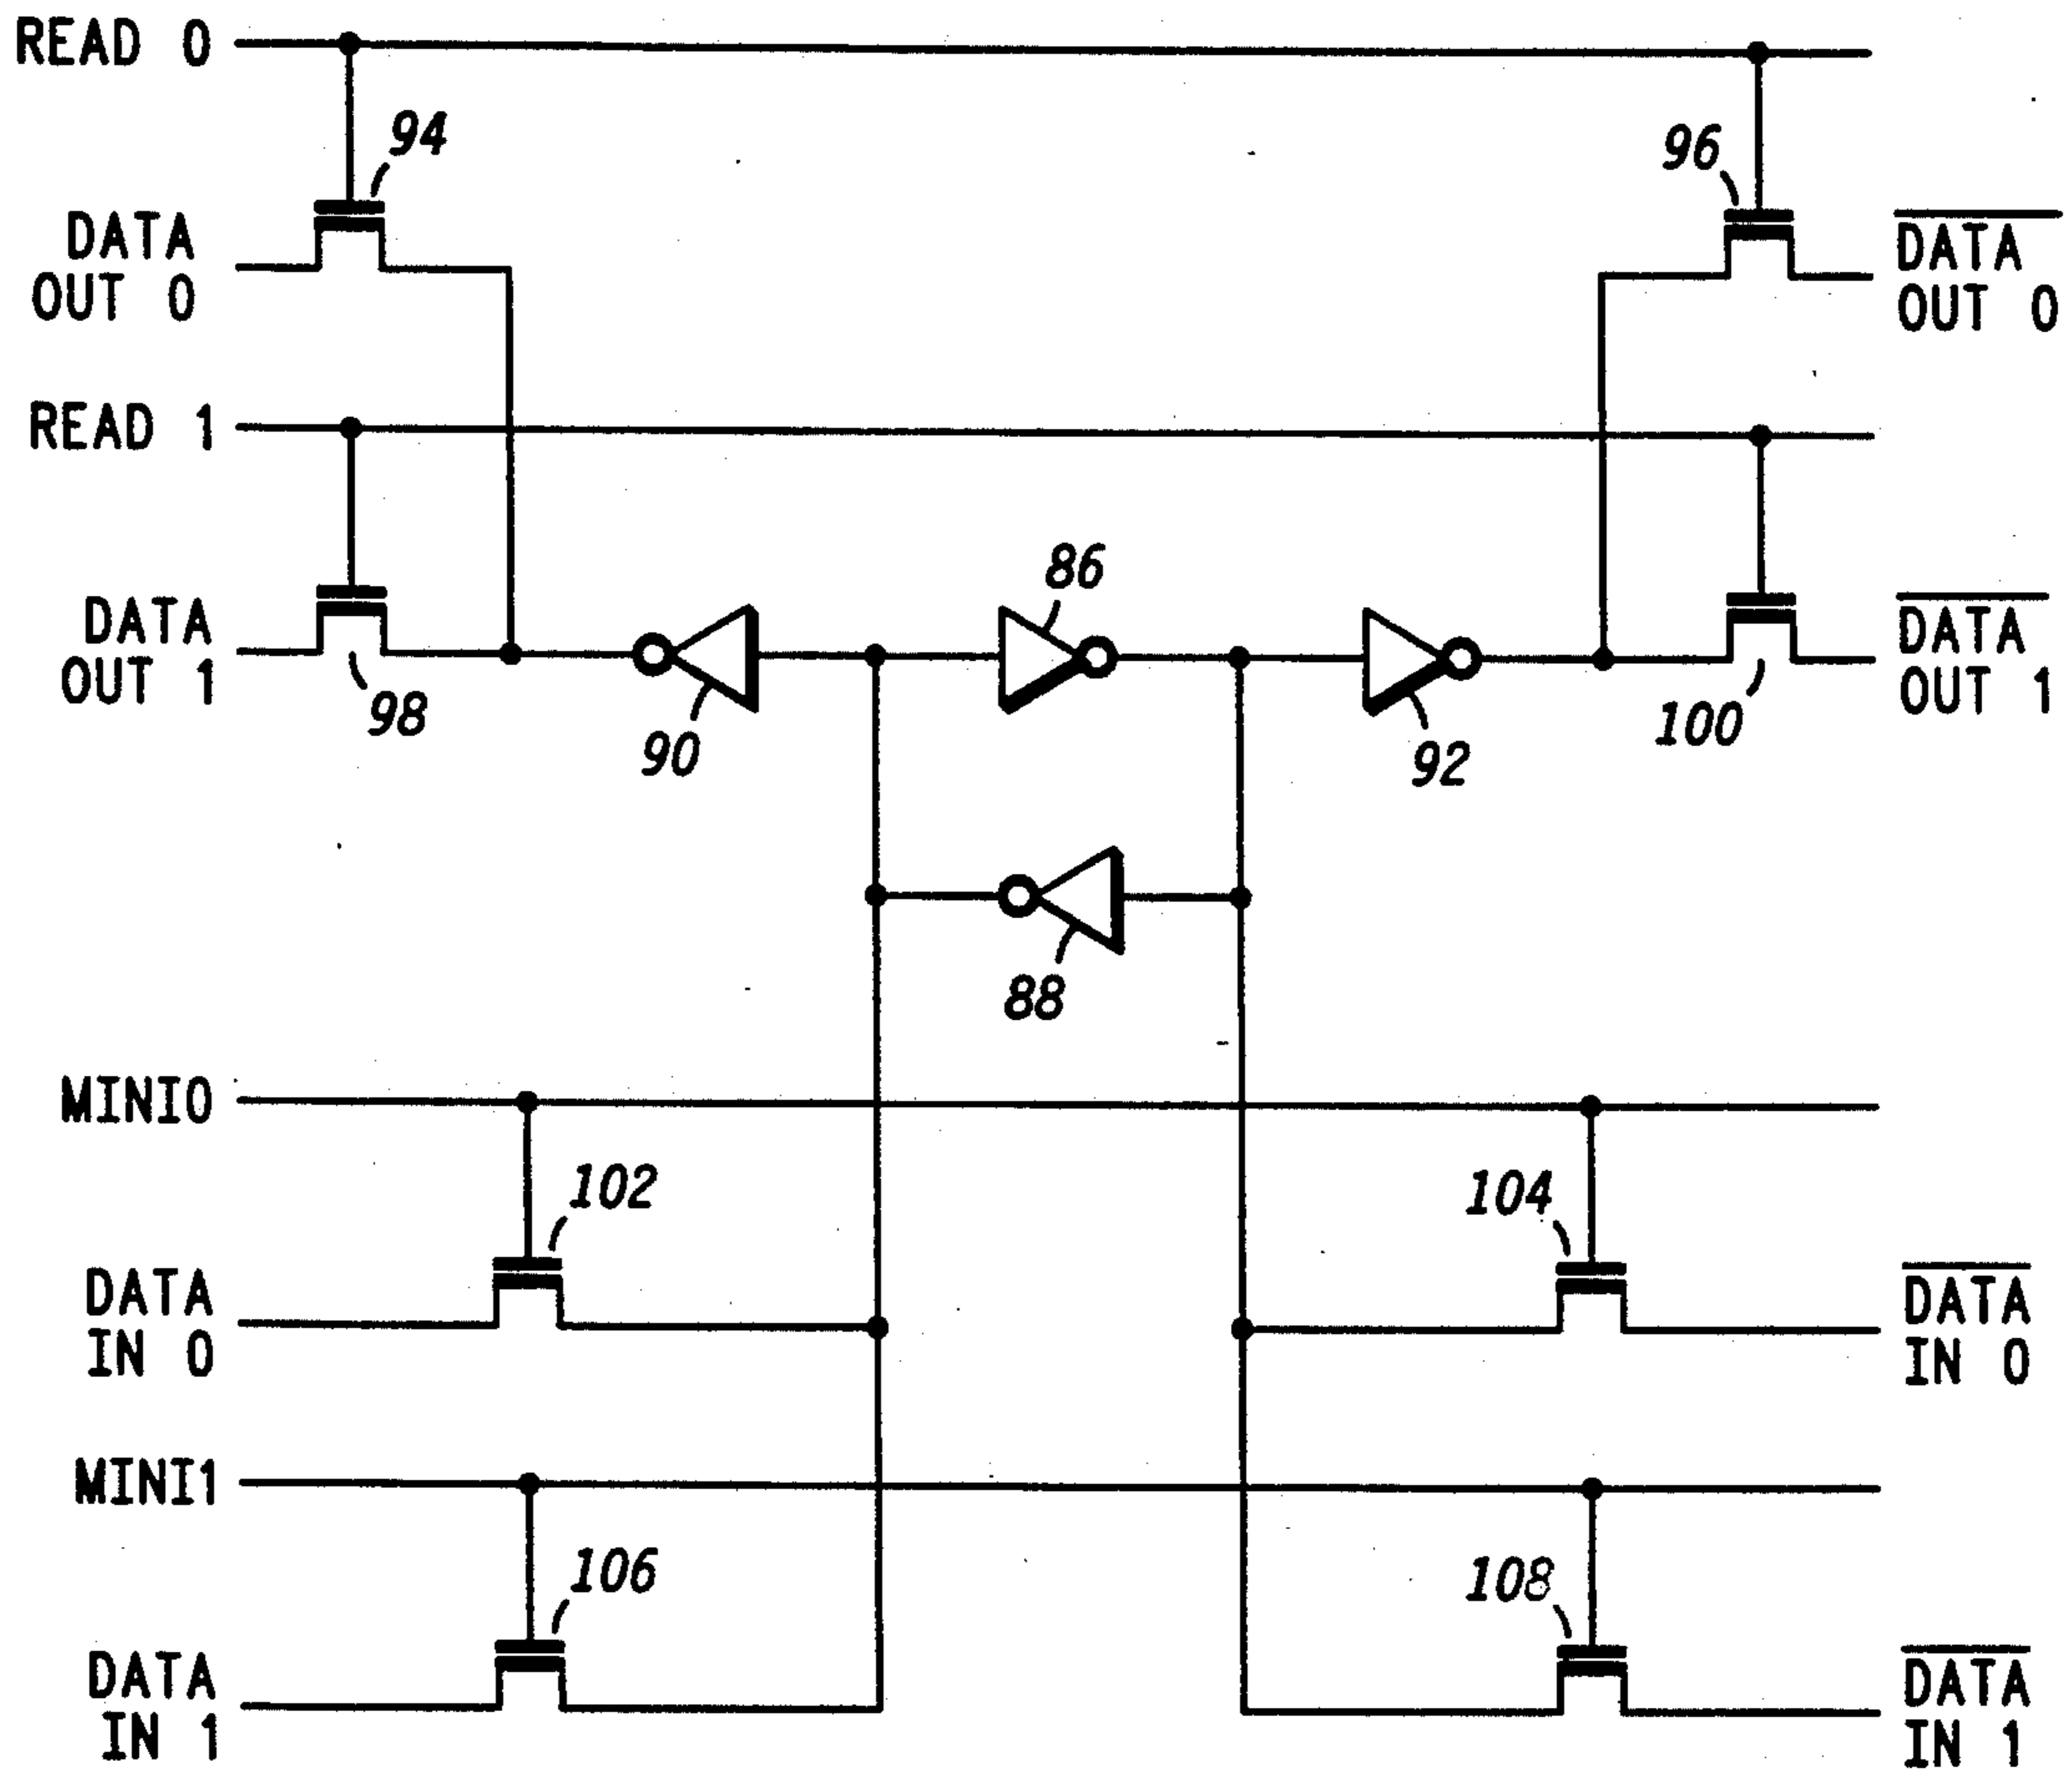 READ 0
94
96
DATA
OUT 0
DATA
OUT 0
READ 1
86
DATA
OUT 1
98
90
92
100
DATA
OUT 1
88
MINI0
102
104
DATA
IN 0
DATA
IN 0
MINI1
106
108
DATA
IN 1
DATA
IN 1